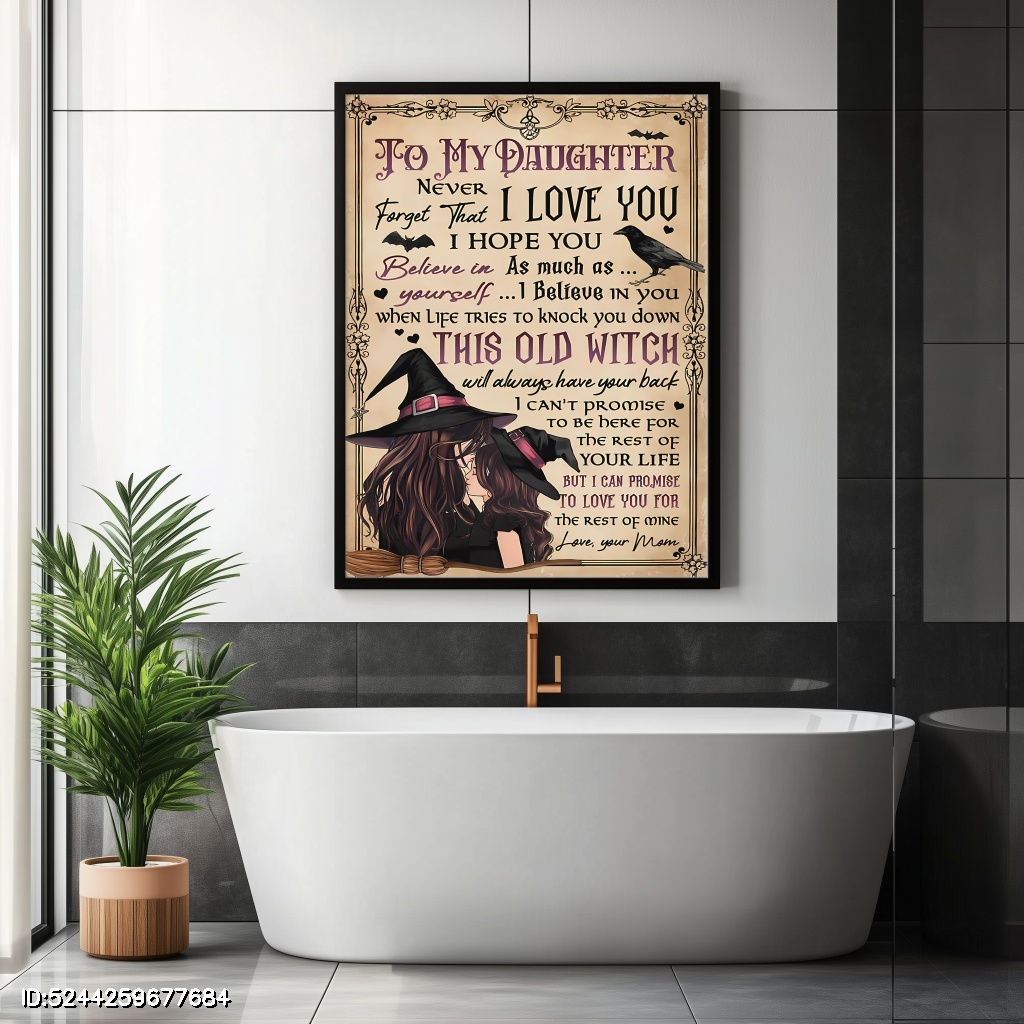 To My Daughter
Never
Forget That I LOVE YOU
I HOPE YOU
Believe in As much as ...
yourself ...I Believe IN YOU
WHEN LIFE TRIES TO KNOCK YOU DOWN
THIS OLD WITCH
will always have your back
I CAN'T PROMISE
TO BE HERE FOR
THE REST OF
YOUR LIFE
BUT I CAN PROMISE
TO LOVE YOU FOR
THE REST OF MINE
Love, your Mom
ID:5244259677684